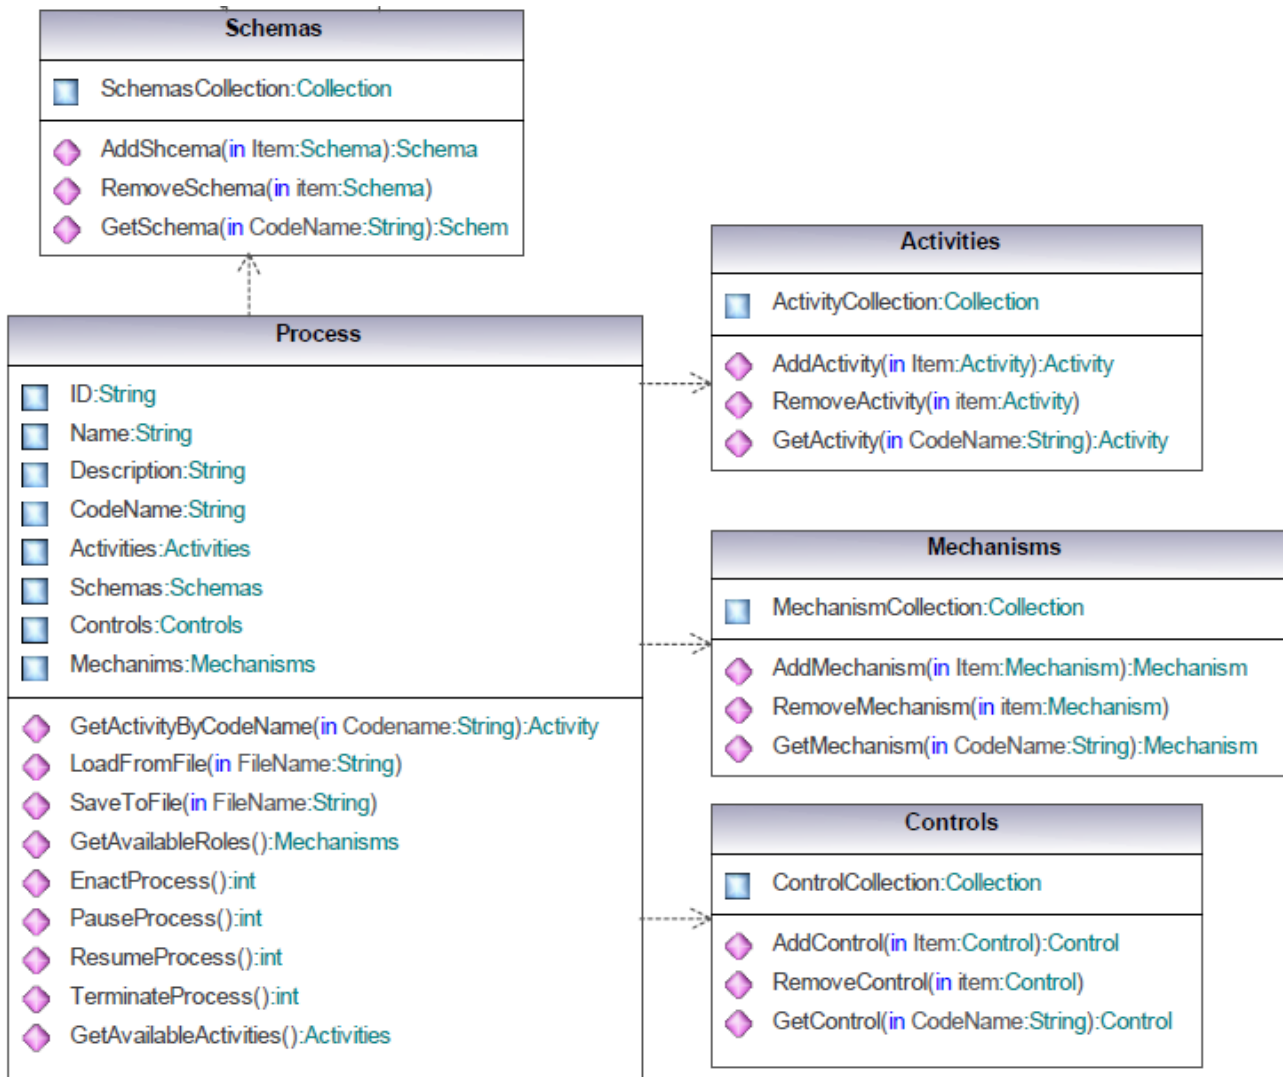 Schemas
SchemasCollection:Collection
AddShcema(in Item:Schema):Schema
RemoveSchema(in item:Schema)
GetSchema(in CodeName:String):Schem
Process
ID:String
Name:String
Description:String
CodeName:String
Activities:Activities
Schemas:Schemas
Controls:Controls
Mechanims:Mechanisms
GetActivityByCodeName(in Codename:String):Activity
LoadFromFile(in FileName:String)
SaveToFile(in FileName:String)
GetAvailableRoles():Mechanisms
EnactProcess():int
PauseProcess():int
ResumeProcess():int
TerminateProcess():int
GetAvailableActivities():Activities
Activities
ActivityCollection:Collection
AddActivity(in Item:Activity):Activity
RemoveActivity(in item:Activity)
GetActivity(in CodeName:String):Activity
Mechanisms
MechanismCollection:Collection
AddMechanism(in Item:Mechanism):Mechanism
RemoveMechanism(in item:Mechanism)
GetMechanism(in CodeName:String):Mechanism
Controls
ControlCollection:Collection
AddControl(in Item:Control):Control
RemoveControl(in item:Control)
GetControl(in CodeName:String):Control